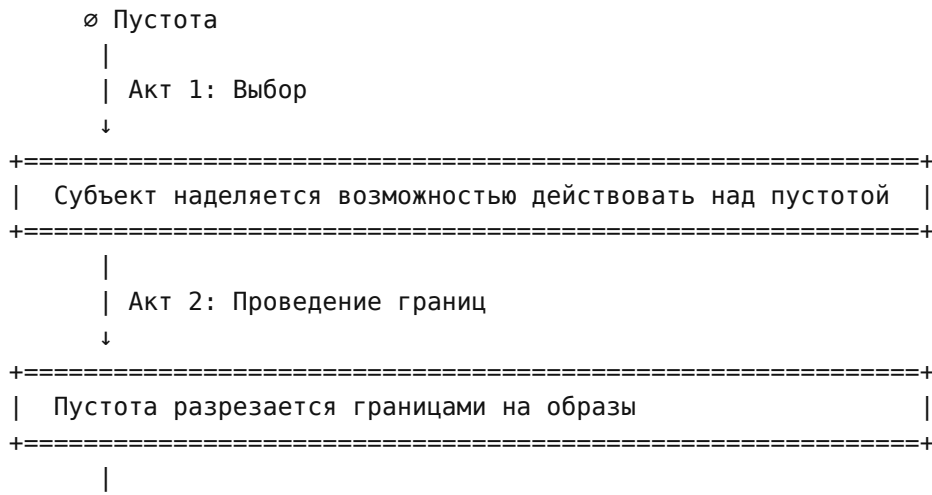 ∅ Пустота
|
| Акт 1: Выбор
↓
+============================================================+
|  Субъект наделяется возможностью действовать над пустотой  |
+============================================================+
|
| Акт 2: Проведение границ
↓
+============================================================+
|  Пустота разрезается границами на образы                   |
+============================================================+
|